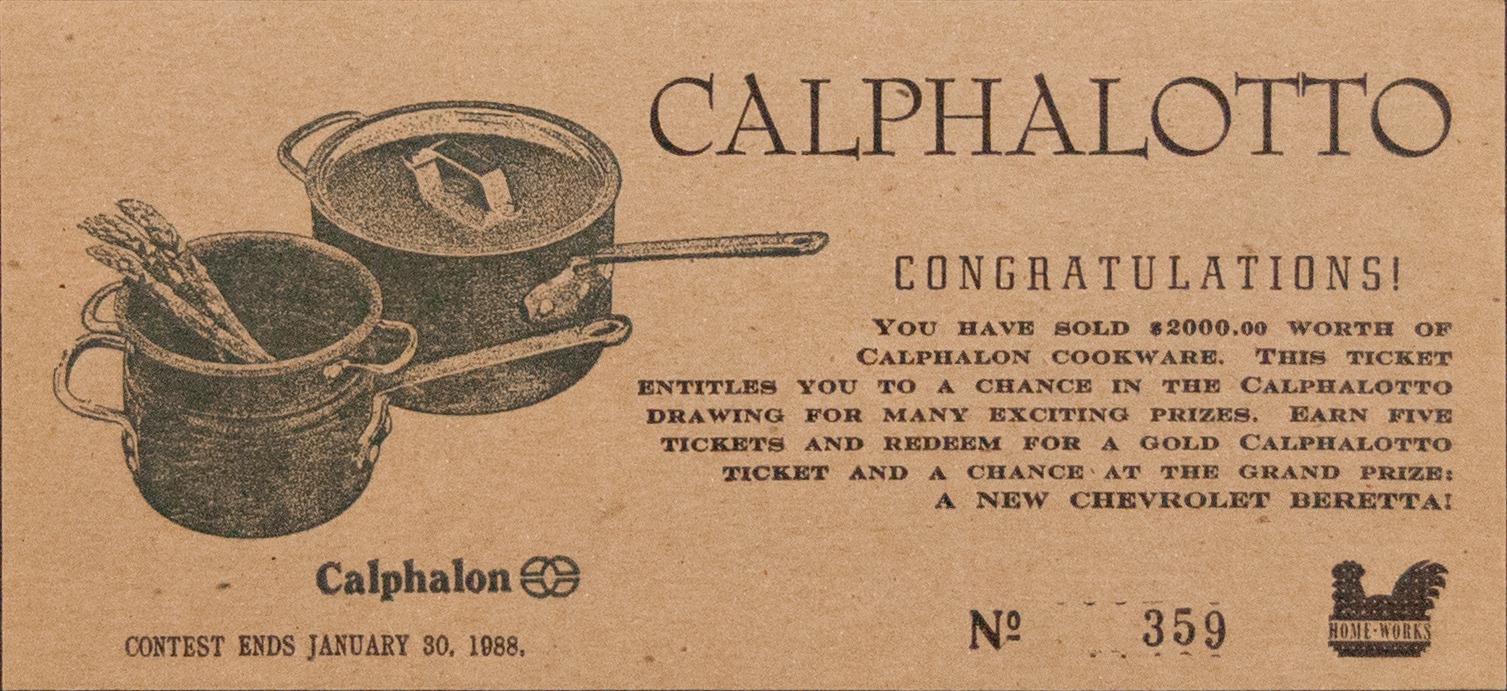 CALPHALOTTO
CONGRATULATIONS!
YOU HAVE SOLD $2000.00 WORTH OF
CALPHALON COOKWARE. THIS TICKET
ENTITLES YOU TO A CHANCE IN THE CALPHALOTTO
DRAWING FOR MANY EXCITING PRIZES. EARN FIVE
TICKETS AND REDEEM FOR A GOLD CALPHALOTTO
TICKET AND A CHANCE AT THE GRAND PRIZE:
A NEW CHEVROLET BERETTA!
Calphalon
CONTEST ENDS JANUARY 30, 1988.
Nº 359
HOME·WORKS